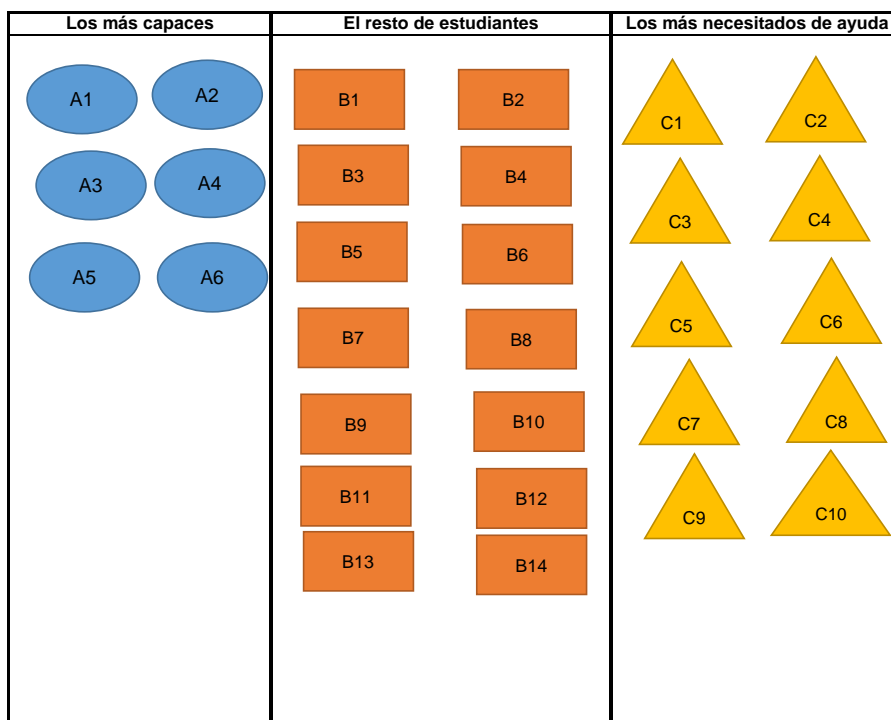 Los más capaces
El resto de estudiantes
Los más necesitados de ayuda
A1
A2
A3
A4
A5
A6
B1
B2
B3
B4
B5
B6
B7
B8
B9
B10
B11
B12
B13
B14
C1
C2
C3
C4
C5
C6
C7
C8
C9
C10